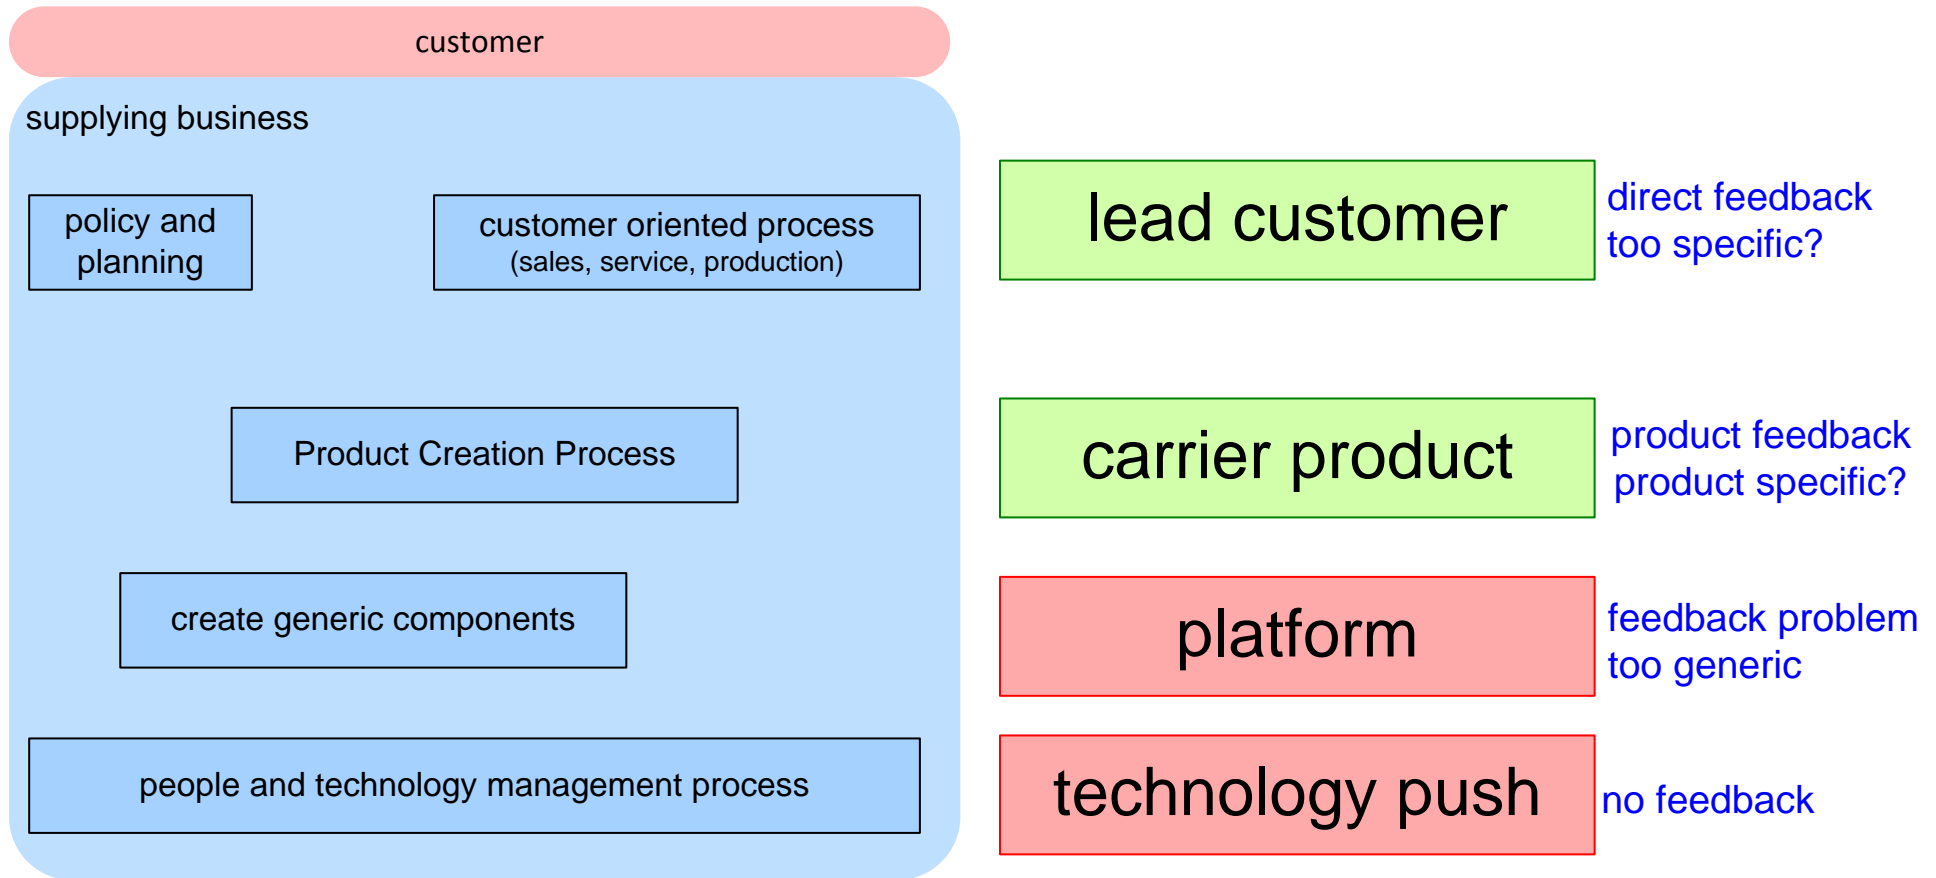 customer
supplying business
policy and
planning
customer oriented process
(sales, service, production)
lead customer
direct feedback
too specific?
Product Creation Process
carrier product
product feedback
product specific?
create generic components
platform
feedback problem
too generic
people and technology management process
technology push
no feedback